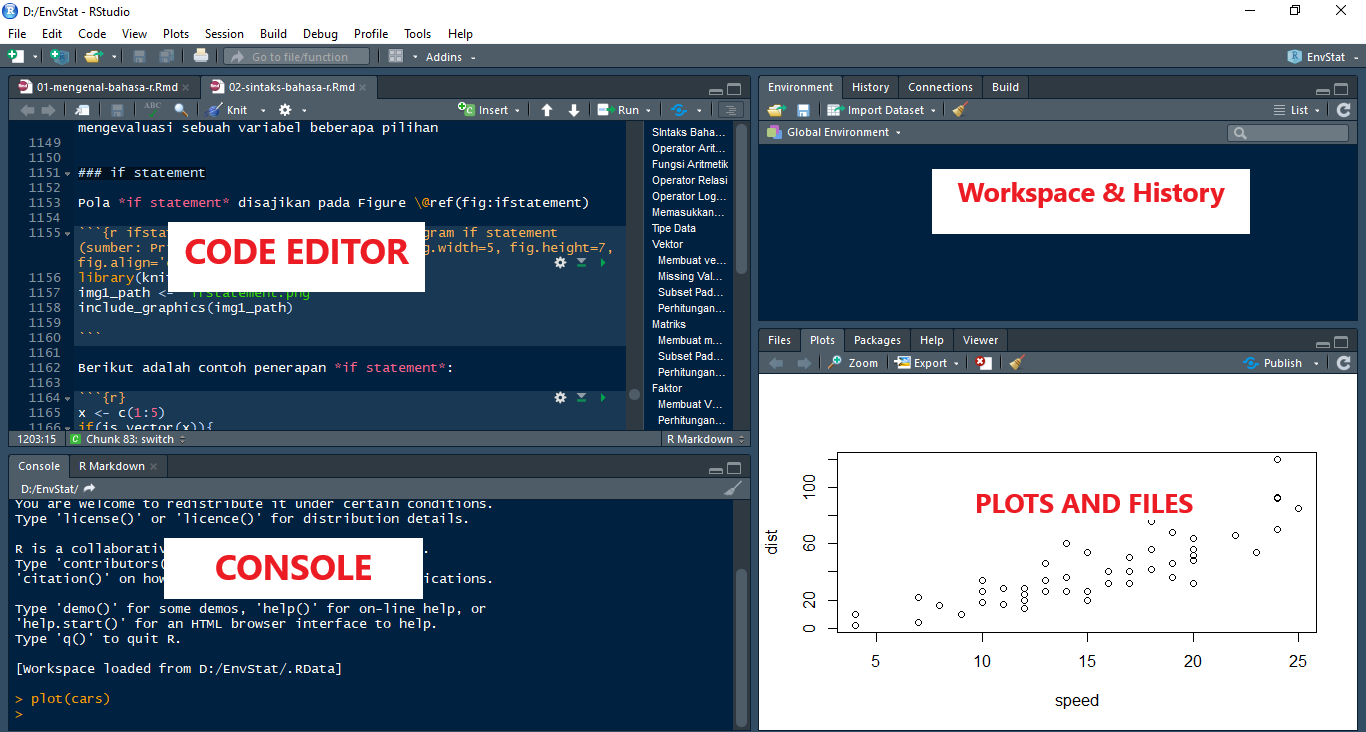 D:/EnvStat - RStudio
File Edit Code View Plots Session Build Debug Profile Tools Help
Go to file/function Addins EnvStat
01-mengenal-bahasa-r.Rmd 02-sintaks-bahasa-r.Rmd
ABC Knit Insert Run
mengevaluasi sebuah variabel beberapa pilihan
1149
1150
1151 ### if statement
1152
1153 Pola *if statement* disajikan pada Figure \@ref(fig:ifstatement)
1154
1155 ```{r ifsta gram if statement
(sumber: Pr g.width=5, fig.height=7,
fig.align='
1156 library(kni
1157 img1_path <- ifstatement.png
1158 include_graphics(img1_path)
1159
1160 ```
1161
1162 Berikut adalah contoh penerapan *if statement*:
1163
1164 ```{r}
1165 x <- c(1:5)
1166 if(is.vector(x)){
CODE EDITOR
SIntaks Baha...
Operator Arit...
Fungsi Aritmetik
Operator Relasi
Operator Log...
Memasukkan...
Tipe Data
Vektor
Membuat ve...
Missing Val...
Subset Pad...
Perhitungan...
Matriks
Membuat m...
Subset Pad...
Perhitungan...
Faktor
Membuat V...
Perhitungan...
1203:15 C Chunk 83: switch R Markdown
Console R Markdown
D:/EnvStat/
You are welcome to redistribute it under certain conditions.
Type 'license()' or 'licence()' for distribution details.
R is a collaborativ .
Type 'contributors(
'citation()' on how ications.
Type 'demo()' for some demos, 'help()' for on-line help, or
'help.start()' for an HTML browser interface to help.
Type 'q()' to quit R.
[Workspace loaded from D:/EnvStat/.RData]
> plot(cars)
>
CONSOLE
Environment History Connections Build
Import Dataset List
Global Environment
Workspace & History
Files Plots Packages Help Viewer
Zoom Export Publish
PLOTS AND FILES
dist
100
60
20
0
5 10 15 20 25
speed